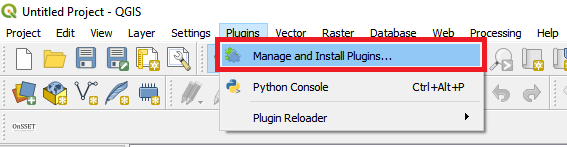 Untitled Project - QGIS
Project Edit View Layer Settings Plugins Vector Raster Database Web Processing Help
Manage and Install Plugins...
Python Console Ctrl+Alt+P
OnSSET
Plugin Reloader